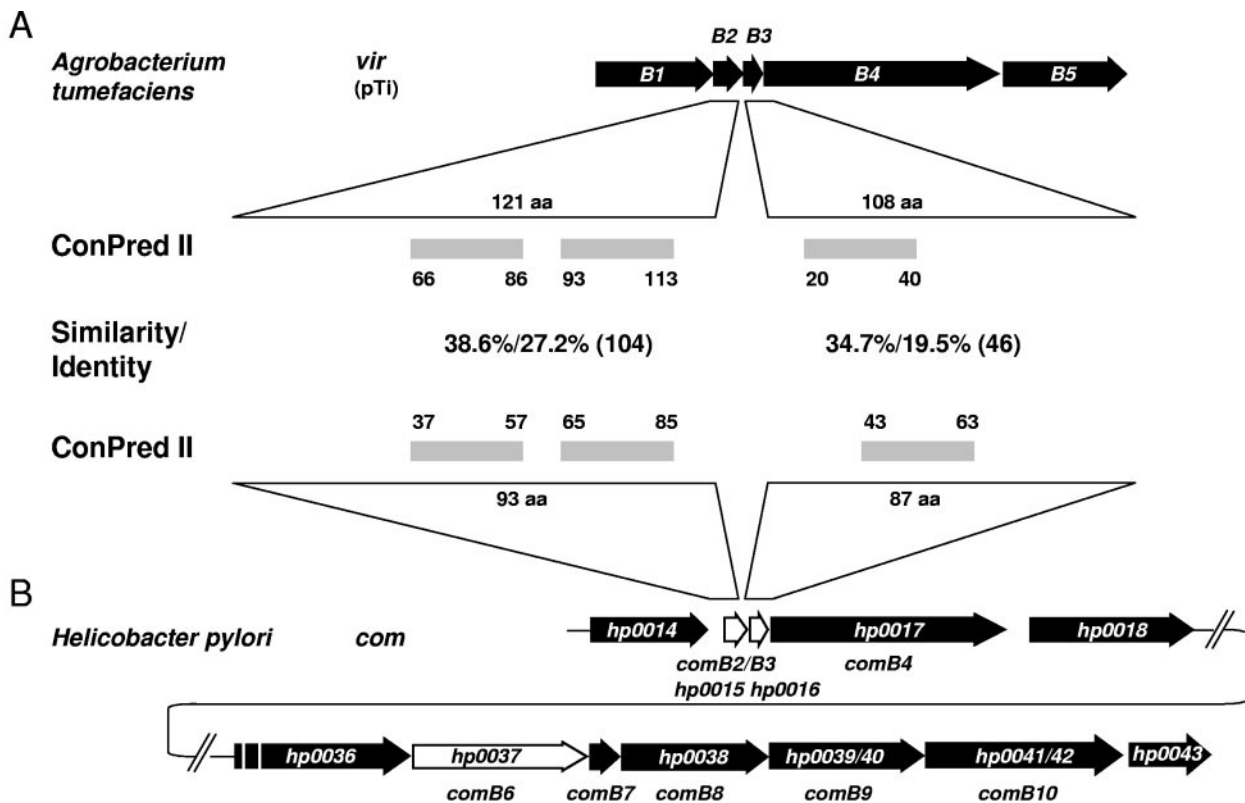 A
B2 B3
Agrobacterium vir B1 B4 B5
tumefaciens (pTi)
121 aa 108 aa
ConPred II
66 86 93 113 20 40
Similarity/ 38.6%/27.2% (104) 34.7%/19.5% (46)
Identity
37 57 65 85 43 63
ConPred II
93 aa 87 aa
B
Helicobacter pylori com hp0014 hp0017 hp0018
comB2/B3 comB4
hp0015 hp0016
hp0036 hp0037 hp0038 hp0039/40 hp0041/42 hp0043
comB6 comB7 comB8 comB9 comB10